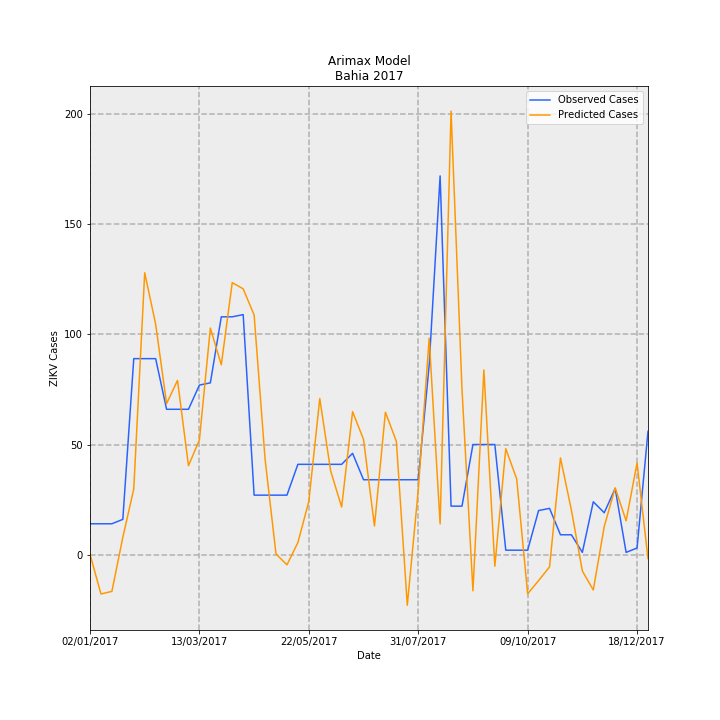 Arimax Model
Bahia 2017
Observed Cases
Predicted Cases
200
150
100
50
0
ZIKV Cases
02/01/2017 13/03/2017 22/05/2017 31/07/2017 09/10/2017 18/12/2017
Date